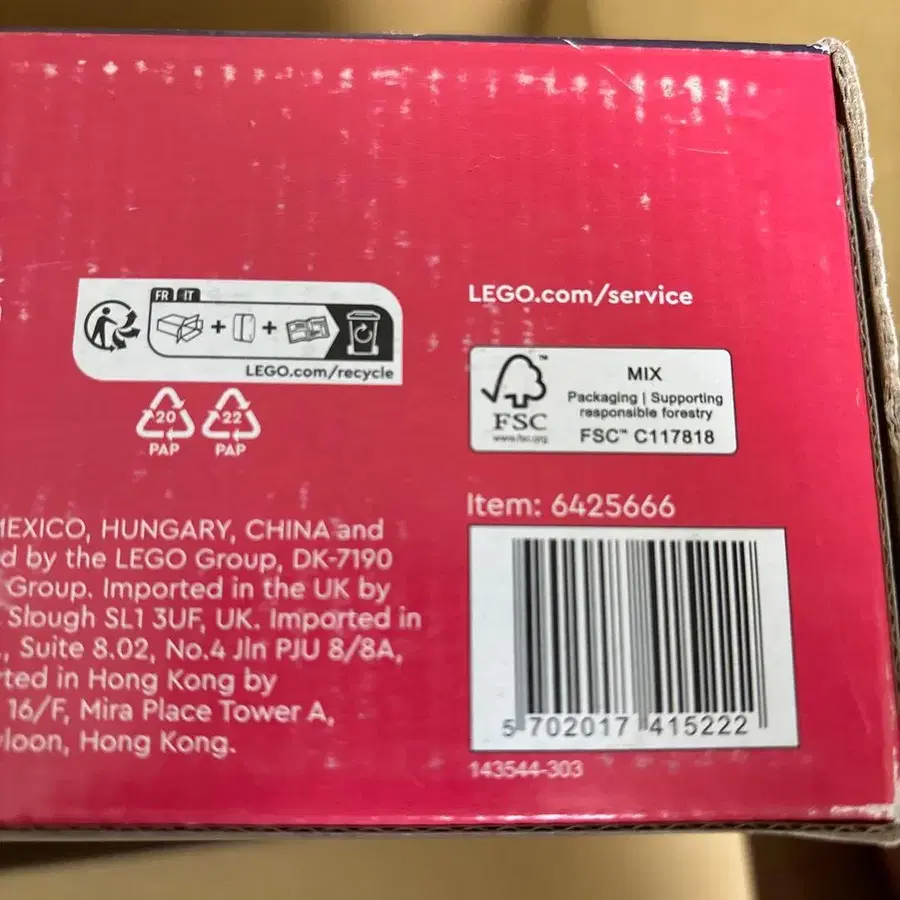 FR IT
LEGO.com/recycle
20
PAP
22
PAP
LEGO.com/service
FSC
www.fsc.org
™
MIX
Packaging | Supporting
responsible forestry
FSC™ C117818
MEXICO, HUNGARY, CHINA and
by the LEGO Group, DK-7190
Group. Imported in the UK by
Slough SL1 3UF, UK. Imported in
Suite 8.02, No.4 Jln PJU 8/8A,
in Hong Kong by
16/F, Mira Place Tower A,
Hong Kong.
Item: 6425666
5 702017 415222
143544-303